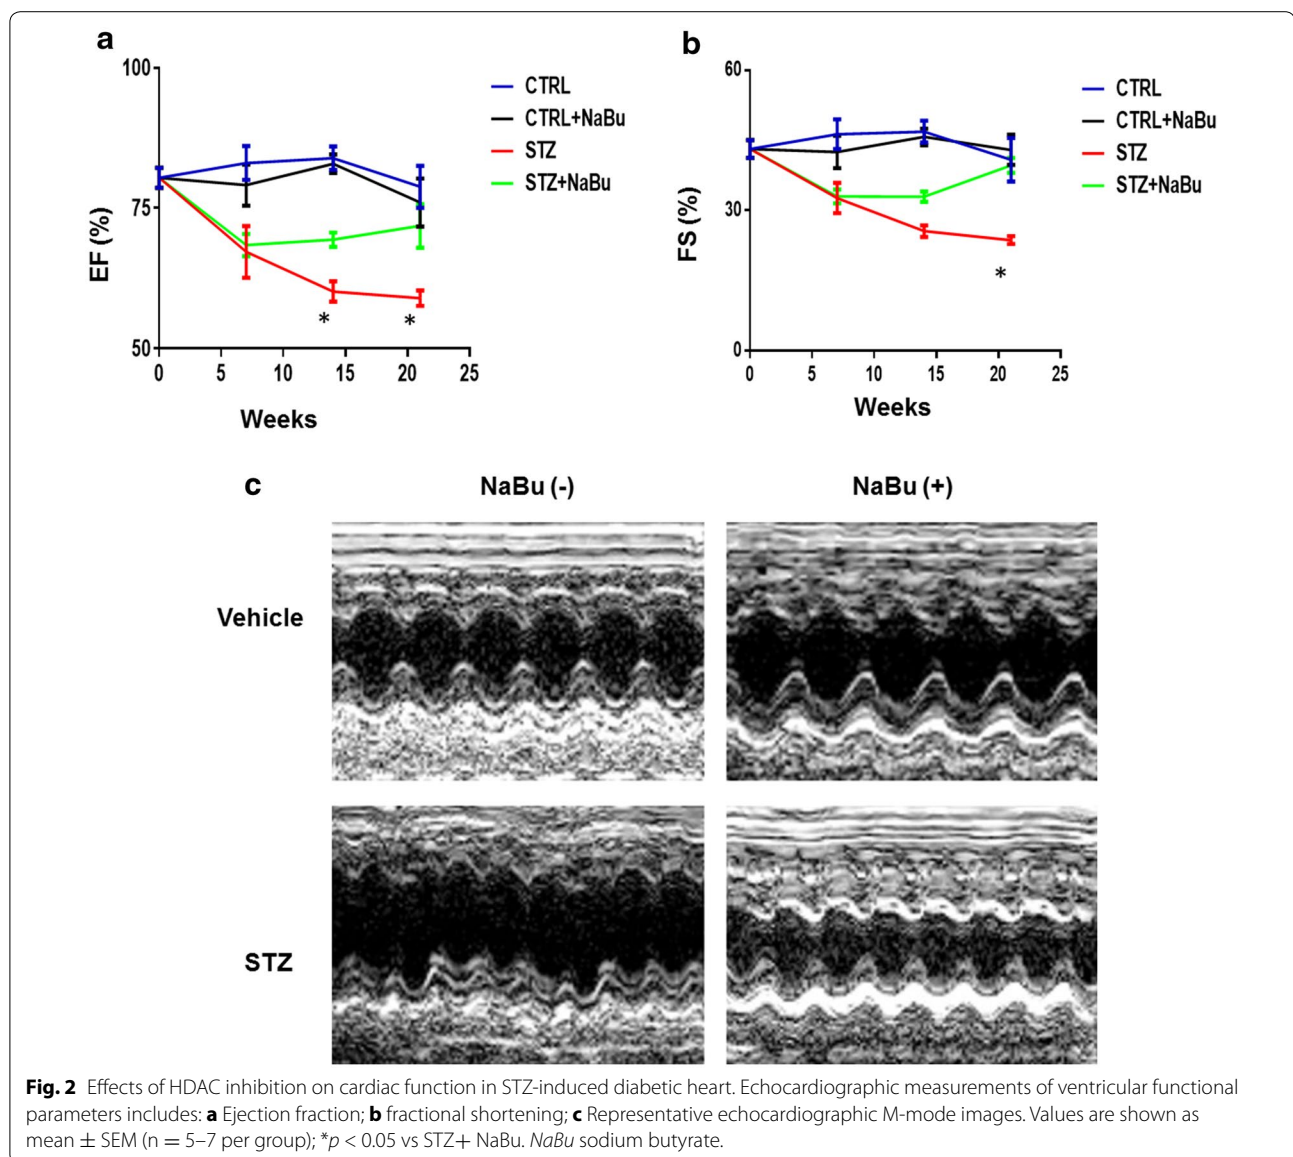 a
100
75
50
EF (%)
0 5 10 15 20 25
Weeks
* *
CTRL
CTRL+NaBu
STZ
STZ+NaBu
b
60
30
0
FS (%)
0 5 10 15 20 25
Weeks
*
CTRL
CTRL+NaBu
STZ
STZ+NaBu
c
NaBu (-) NaBu (+)
Vehicle
STZ
Fig. 2 Effects of HDAC inhibition on cardiac function in STZ-induced diabetic heart. Echocardiographic measurements of ventricular functional
parameters includes: a Ejection fraction; b fractional shortening; c Representative echocardiographic M-mode images. Values are shown as
mean ± SEM (n = 5–7 per group); *p < 0.05 vs STZ+ NaBu. NaBu sodium butyrate.